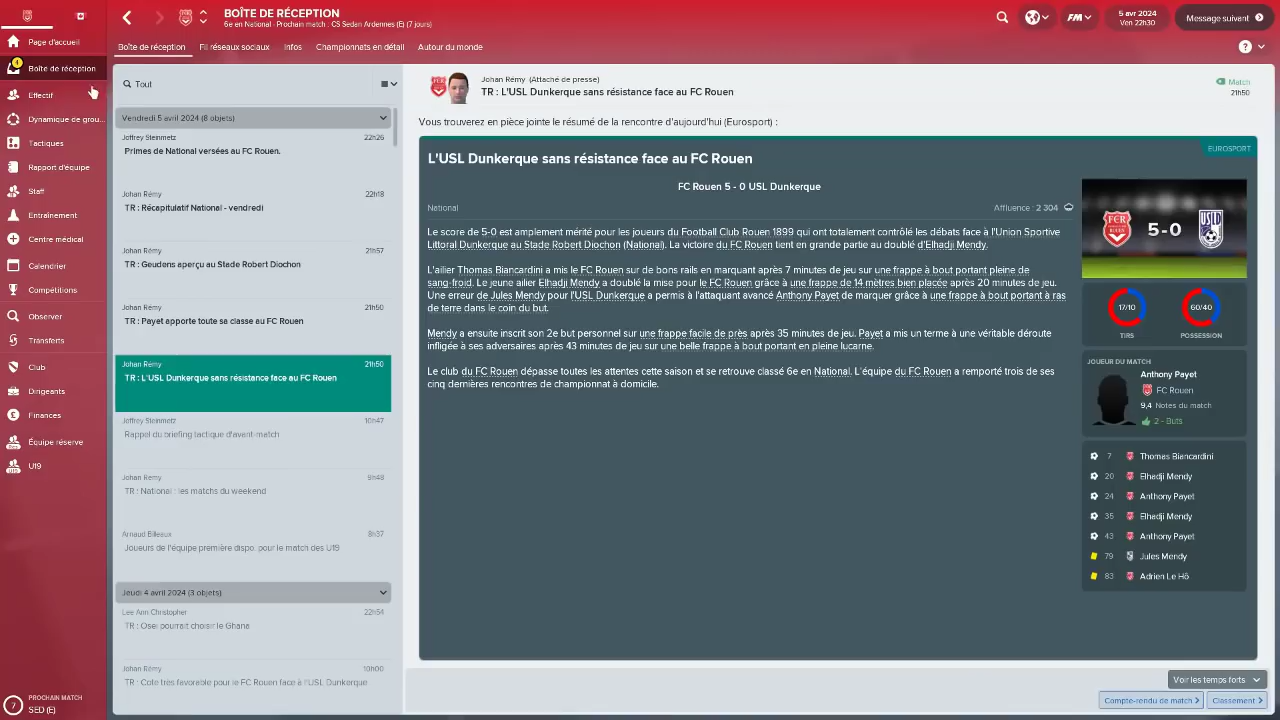 BOÎTE DE RÉCEPTION
6e en National · Prochain match : CS Sedan Ardennes (E) (7 jours)
FM
5 avr 2024
Ven 22h30
Message suivant
Boîte de réception
Fil réseaux sociaux
Infos
Championnats en détail
Autour du monde
?
Page d'accueil
4
Boîte de réception
Effectif
Dynamique de grou...
Tactiques
Rapport d'équipe
Staff
Entraînement
Centre médical
Calendrier
Compétitions
Observer
Transferts
Club
Dirigeants
Finances
Équipe réserve
U19
PROCHAIN MATCH
7
SED (E)
Tout
Vendredi 5 avril 2024 (8 objets)
Joffrey Steinmetz
22h26
Primes de National versées au FC Rouen.
Johan Rémy
22h18
TR : Récapitulatif National - vendredi
Johan Rémy
21h57
TR : Geudens aperçu au Stade Robert Diochon
Johan Rémy
21h50
TR : Payet apporte toute sa classe au FC Rouen
Johan Rémy
21h50
TR : L'USL Dunkerque sans résistance face au FC Rouen
Joffrey Steinmetz
10h47
Rappel du briefing tactique d'avant-match
Johan Rémy
9h48
TR : National : les matchs du weekend
Arnaud Billeaux
8h37
Joueurs de l'équipe première dispo. pour le match des U19
Jeudi 4 avril 2024 (3 objets)
Lee Ann Christopher
22h54
TR : Osei pourrait choisir le Ghana
Johan Rémy
10h00
TR : Cote très favorable pour le FC Rouen face à l'USL Dunkerque
Johan Rémy (Attaché de presse)
TR : L'USL Dunkerque sans résistance face au FC Rouen
Match
21h50
Vous trouverez en pièce jointe le résumé de la rencontre d'aujourd'hui (Eurosport) :
EUROSPORT
L'USL Dunkerque sans résistance face au FC Rouen
FC Rouen 5 - 0 USL Dunkerque
National
Affluence : 2 304
Le score de 5-0 est amplement mérité pour les joueurs du Football Club Rouen 1899 qui ont totalement contrôlé les débats face à l'Union Sportive
Littoral Dunkerque au Stade Robert Diochon (National). La victoire du FC Rouen tient en grande partie au doublé d'Elhadji Mendy.
L'ailier Thomas Biancardini a mis le FC Rouen sur de bons rails en marquant après 7 minutes de jeu sur une frappe à bout portant pleine de
sang-froid. Le jeune ailier Elhadji Mendy a doublé la mise pour le FC Rouen grâce à une frappe de 14 mètres bien placée après 20 minutes de jeu.
Une erreur de Jules Mendy pour l'USL Dunkerque a permis à l'attaquant avancé Anthony Payet de marquer grâce à une frappe à bout portant à ras
de terre dans le coin du but.
Mendy a ensuite inscrit son 2e but personnel sur une frappe facile de près après 35 minutes de jeu. Payet a mis un terme à une véritable déroute
infligée à ses adversaires après 43 minutes de jeu sur une belle frappe à bout portant en pleine lucarne.
Le club du FC Rouen dépasse toutes les attentes cette saison et se retrouve classé 6e en National. L'équipe du FC Rouen a remporté trois de ses
cinq dernières rencontres de championnat à domicile.
5-0
17/10
TIRS
60/40
POSSESSION
JOUEUR DU MATCH
Anthony Payet
FC Rouen
9,4 Notes du match
2 - Buts
7 Thomas Biancardini
20 Elhadji Mendy
24 Anthony Payet
35 Elhadji Mendy
43 Anthony Payet
79 Jules Mendy
83 Adrien Le Hô
Voir les temps forts
Compte-rendu de match
Classement